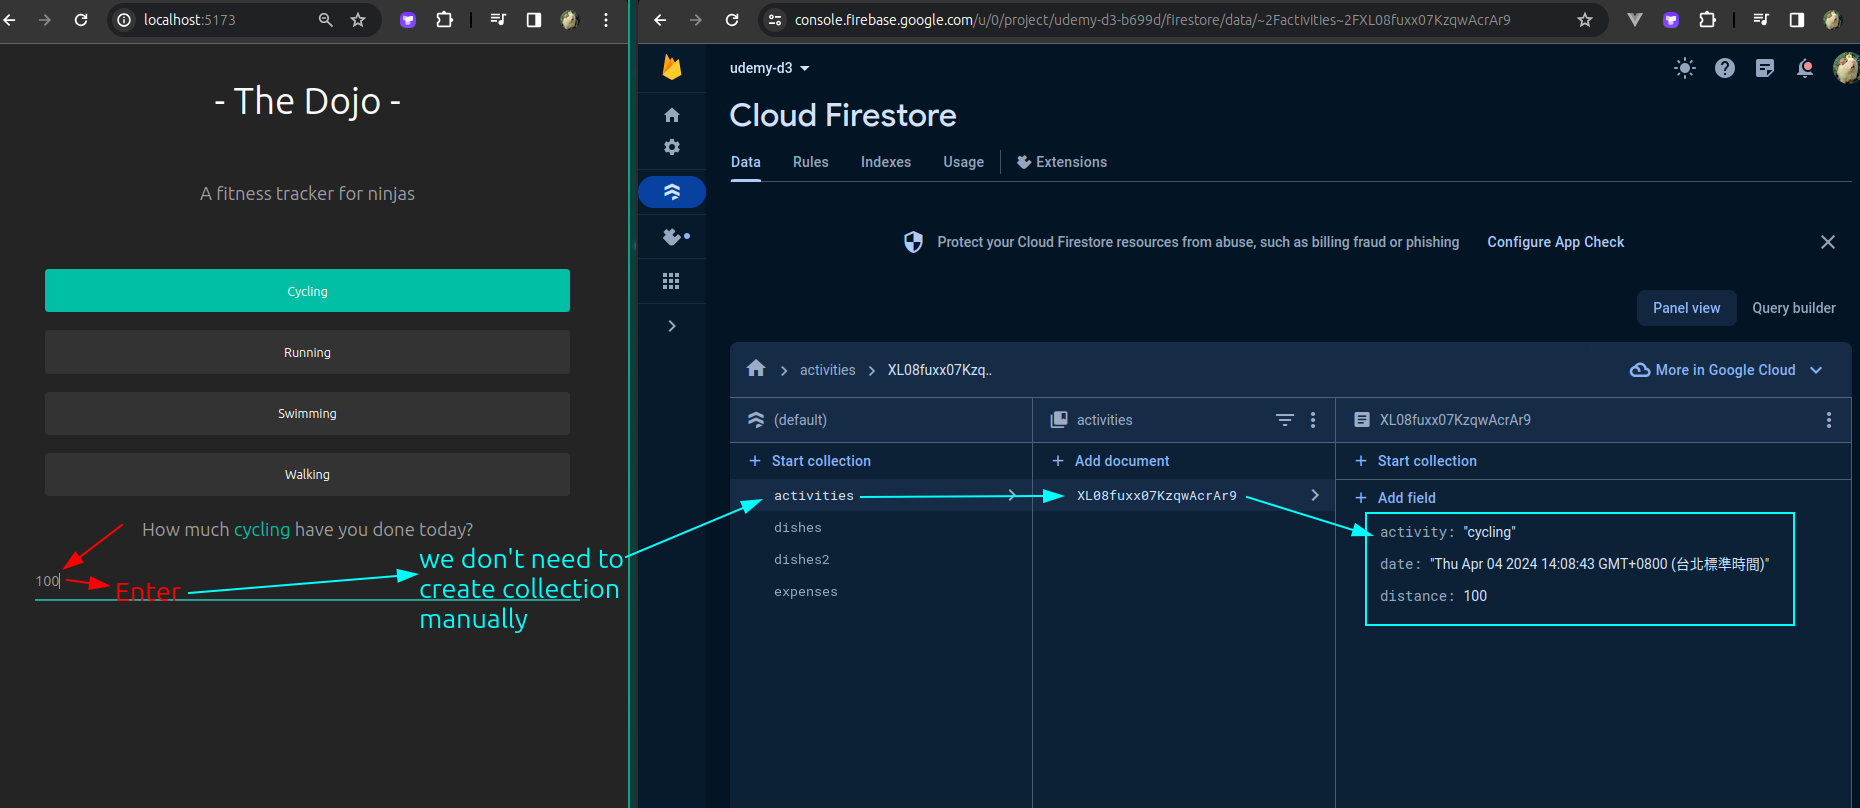 localhost:5173
- The Dojo -
A fitness tracker for ninjas
Cycling
Running
Swimming
Walking
How much cycling have you done today?
100
Enter
we don't need to
create collection
manually
console.firebase.google.com/u/0/project/udemy-d3-b699d/firestore/data/~2Factivities~2FXL08fuxx07KzqwAcrAr9
udemy-d3
Cloud Firestore
Data
Rules
Indexes
Usage
Extensions
Protect your Cloud Firestore resources from abuse, such as billing fraud or phishing
Configure App Check
Panel view
Query builder
activities
XL08fuxx07Kzq..
More in Google Cloud
(default)
Start collection
activities
dishes
dishes2
expenses
activities
Add document
XL08fuxx07KzqwAcrAr9
XL08fuxx07KzqwAcrAr9
Start collection
Add field
activity: "cycling"
date: "Thu Apr 04 2024 14:08:43 GMT+0800 (台北標準時間)"
distance: 100